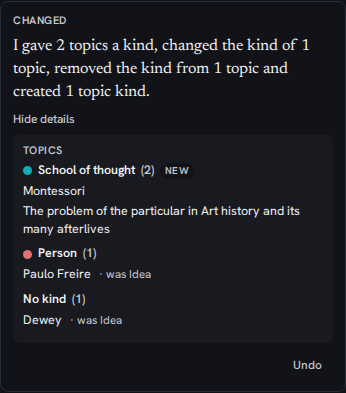 CHANGED
I gave 2 topics a kind, changed the kind of 1
topic, removed the kind from 1 topic and
created 1 topic kind.
Hide details
TOPICS
School of thought (2) NEW
Montessori
The problem of the particular in Art history and its
many afterlives
Person (1)
Paulo Freire · was Idea
No kind (1)
Dewey · was Idea
Undo